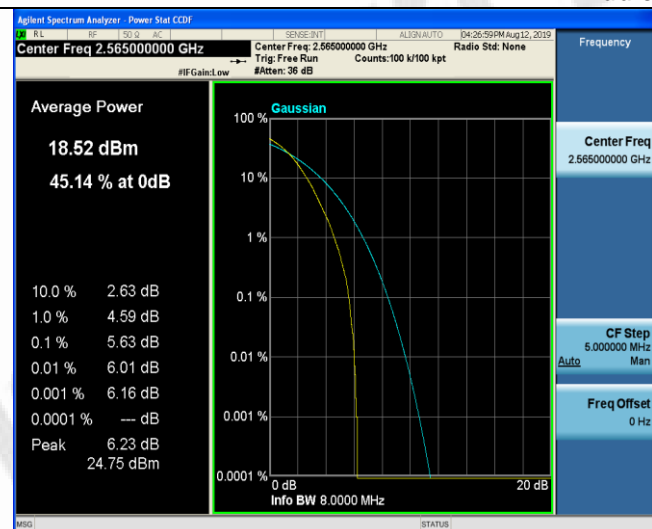 Agilent Spectrum Analyzer - Power Stat CCDF
RL RF 50 Ω AC SENSE:INT ALIGNAUTO 04:26:59PM Aug 12, 2019
Center Freq 2.565000000 GHz
Center Freq: 2.565000000 GHz Radio Std: None
Trig: Free Run Counts:100 k/100 kpt
#IFGain:Low #Atten: 36 dB
Frequency
Average Power
18.52 dBm
45.14 % at 0dB
10.0 % 2.63 dB
1.0 % 4.59 dB
0.1 % 5.63 dB
0.01 % 6.01 dB
0.001 % 6.16 dB
0.0001 % --- dB
Peak 6.23 dB
24.75 dBm
Gaussian
100 %
10 %
1 %
0.1 %
0.01 %
0.001 %
0.0001 %
0 dB 20 dB
Info BW 8.0000 MHz
Center Freq
2.565000000 GHz
CF Step
5.000000 MHz
Auto Man
Freq Offset
0 Hz
MSG STATUS